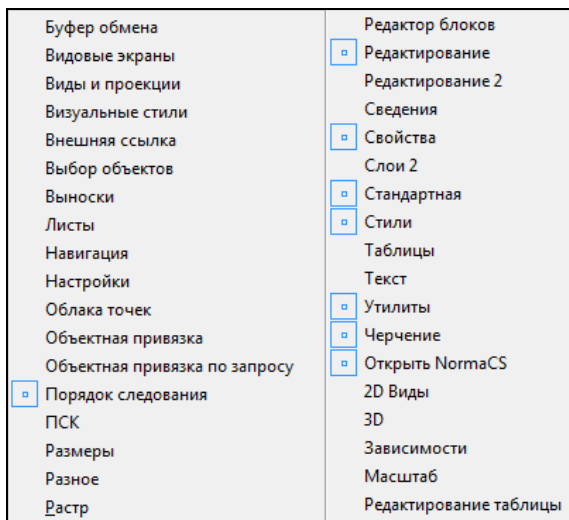 Буфер обмена
Видовые экраны
Виды и проекции
Визуальные стили
Внешняя ссылка
Выбор объектов
Выноски
Листы
Навигация
Настройки
Облака точек
Объектная привязка
Объектная привязка по запросу
Порядок следования
ПСК
Размеры
Разное
Растр
Редактор блоков
Редактирование
Редактирование 2
Сведения
Свойства
Слои 2
Стандартная
Стили
Таблицы
Текст
Утилиты
Черчение
Открыть NormaCS
2D Виды
3D
Зависимости
Масштаб
Редактирование таблицы